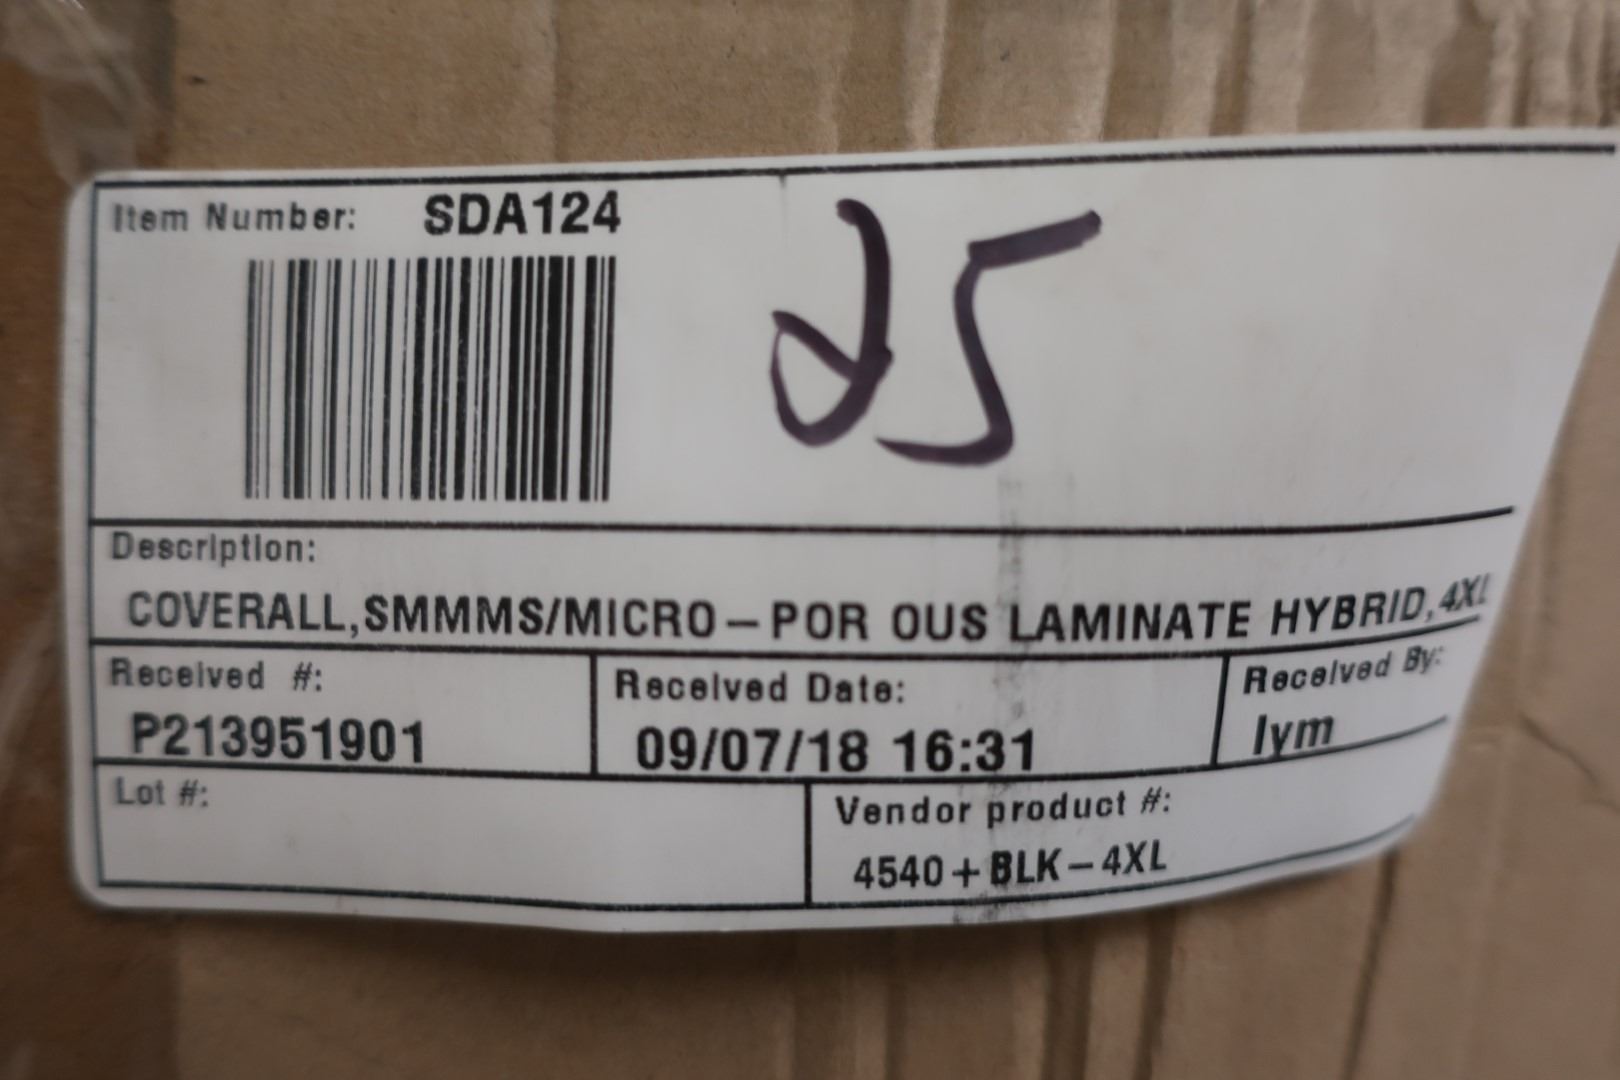 Item Number: SDA124
25
Description:
COVERALL,SMMMS/MICRO-POR OUS LAMINATE HYBRID,4XL
Received #: Received Date: Received By:
P213951901 09/07/18 16:31 lym
Lot #: Vendor product #:
4540+BLK-4XL